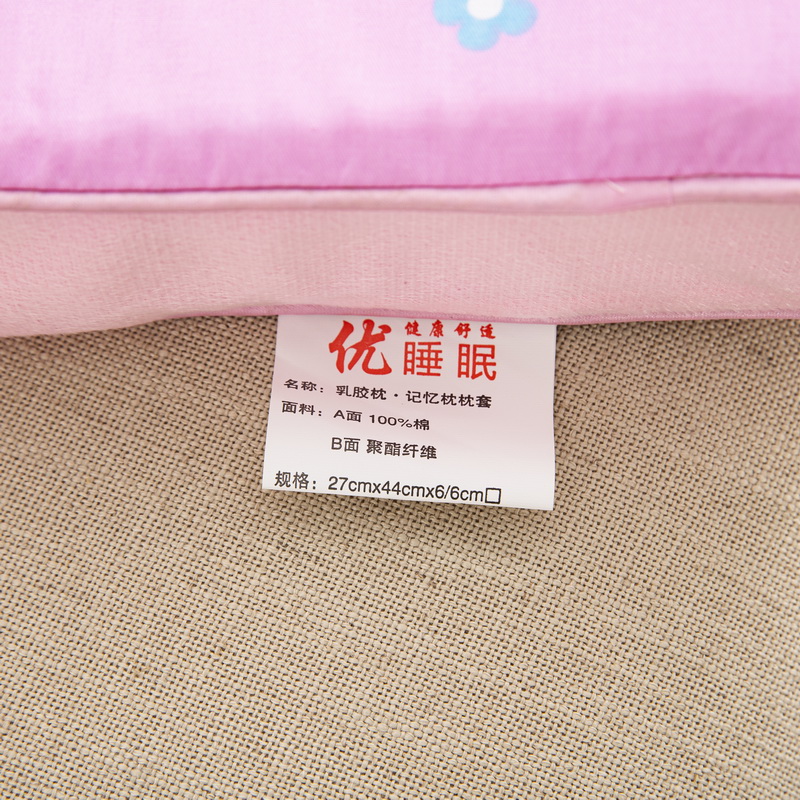 健康舒适
优睡眠
名称：乳胶枕·记忆枕枕套
面料：A面 100%棉
B面 聚酯纤维
规格：27cmx44cmx6/6cm□